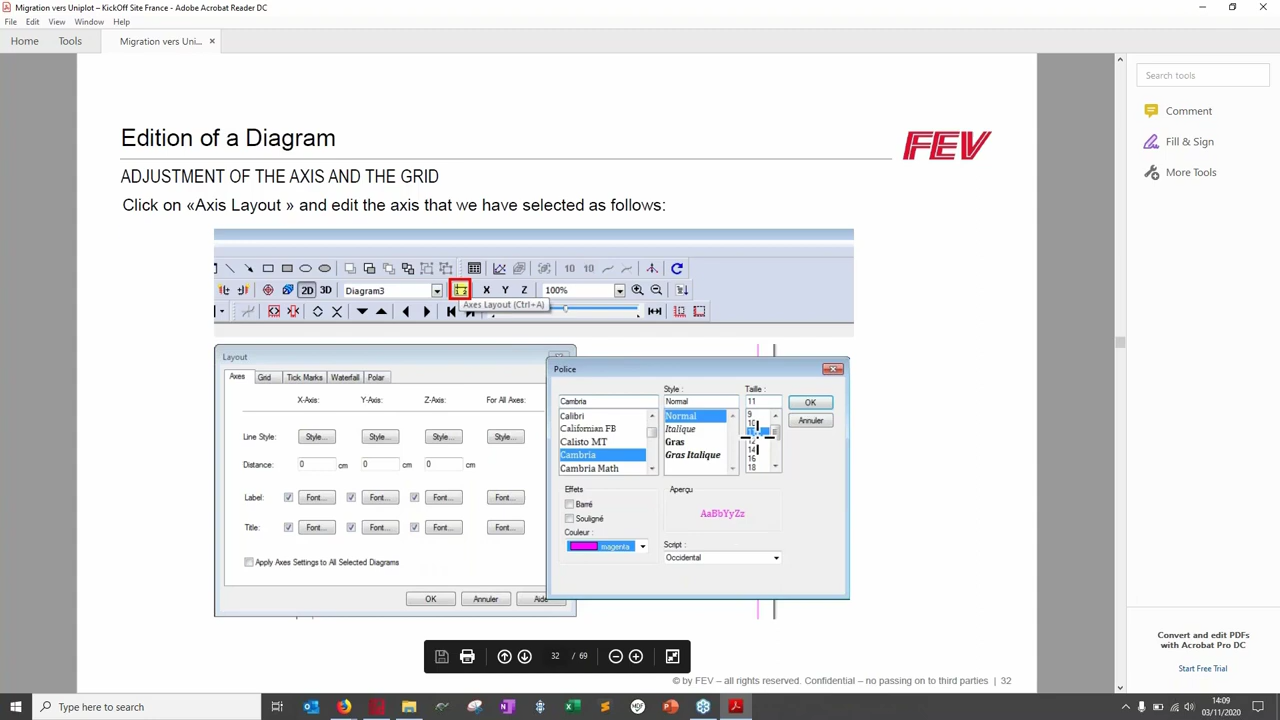 Migration vers Uniplot – KickOff Site France - Adobe Acrobat Reader DC
File Edit View Window Help
Home Tools Migration vers Uni...
Search tools
Comment
Fill & Sign
More Tools
Edition of a Diagram
FEV
ADJUSTMENT OF THE AXIS AND THE GRID
Click on «Axis Layout » and edit the axis that we have selected as follows:
10 10
2D 3D Diagram3 X Y Z 100%
Axes Layout (Ctrl+A)
Layout
Axes Grid Tick Marks Waterfall Polar
X-Axis: Y-Axis: Z-Axis: For All Axes:
Line Style: Style... Style... Style... Style...
Distance: 0 cm 0 cm 0 cm
Label: Font... Font... Font... Font...
Title: Font... Font... Font... Font...
Apply Axes Settings to All Selected Diagrams
OK Annuler
Police
Style : Taille :
Cambria Normal 11 OK
Calibri Normal 9
Californian FB Italique 10 Annuler
Calisto MT Gras
Cambria Gras Italique 14
Cambria Math 16
18
Effets Aperçu
Barré
Souligné
AaBbYyZz
Couleur :
magenta
Script :
Occidental
32 / 69
© by FEV – all rights reserved. Confidential – no passing on to third parties | 32
Convert and edit PDFs
with Acrobat Pro DC
Start Free Trial
Type here to search
14:09
03/11/2020